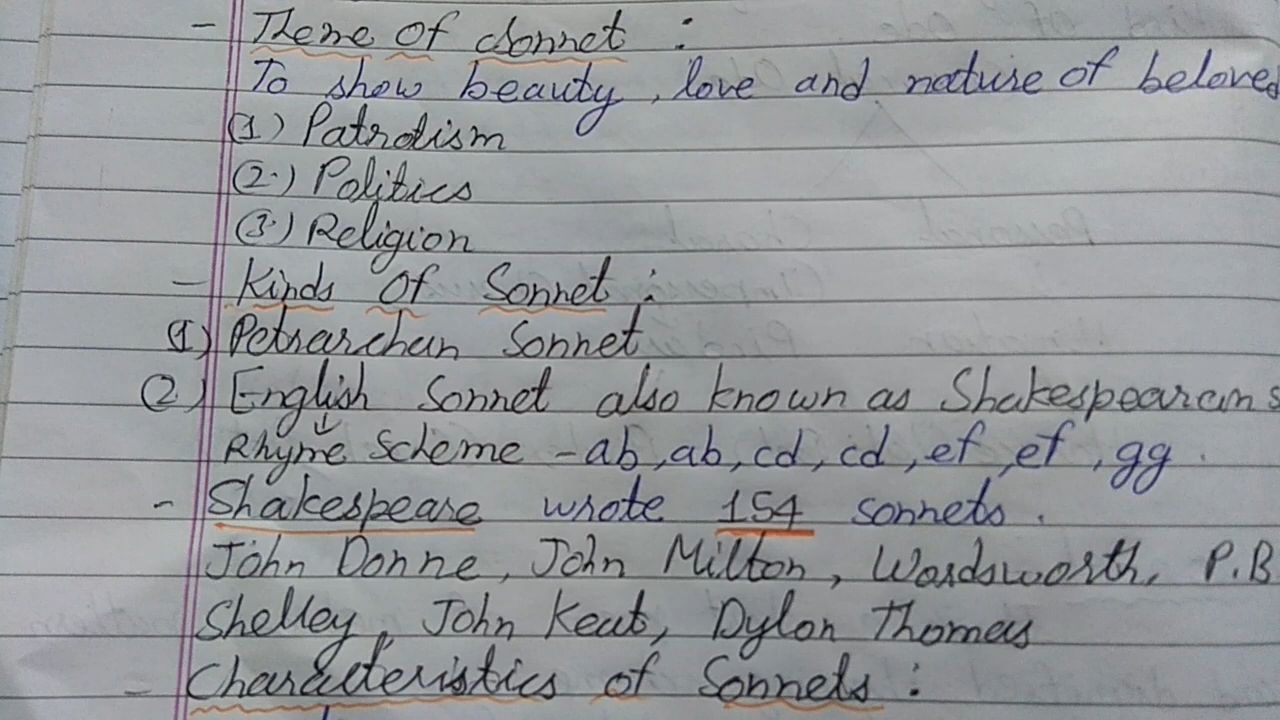 - Theme Of Sonnet :
To show beauty, love and nature of beloved
(1) Patrotism
(2.) Politics
(3.) Religion
- Kinds Of Sonnet :
(1) Petrarchan Sonnet
(2) English Sonnet also known as Shakespearean s
Rhyme Scheme - ab, ab, cd, cd, ef, ef, gg.
- Shakespeare wrote 154 sonnets.
John Donne, John Milton, Wordsworth, P.B
Shelley, John Keat, Dylon Thomas
- Characteristics of Sonnets :